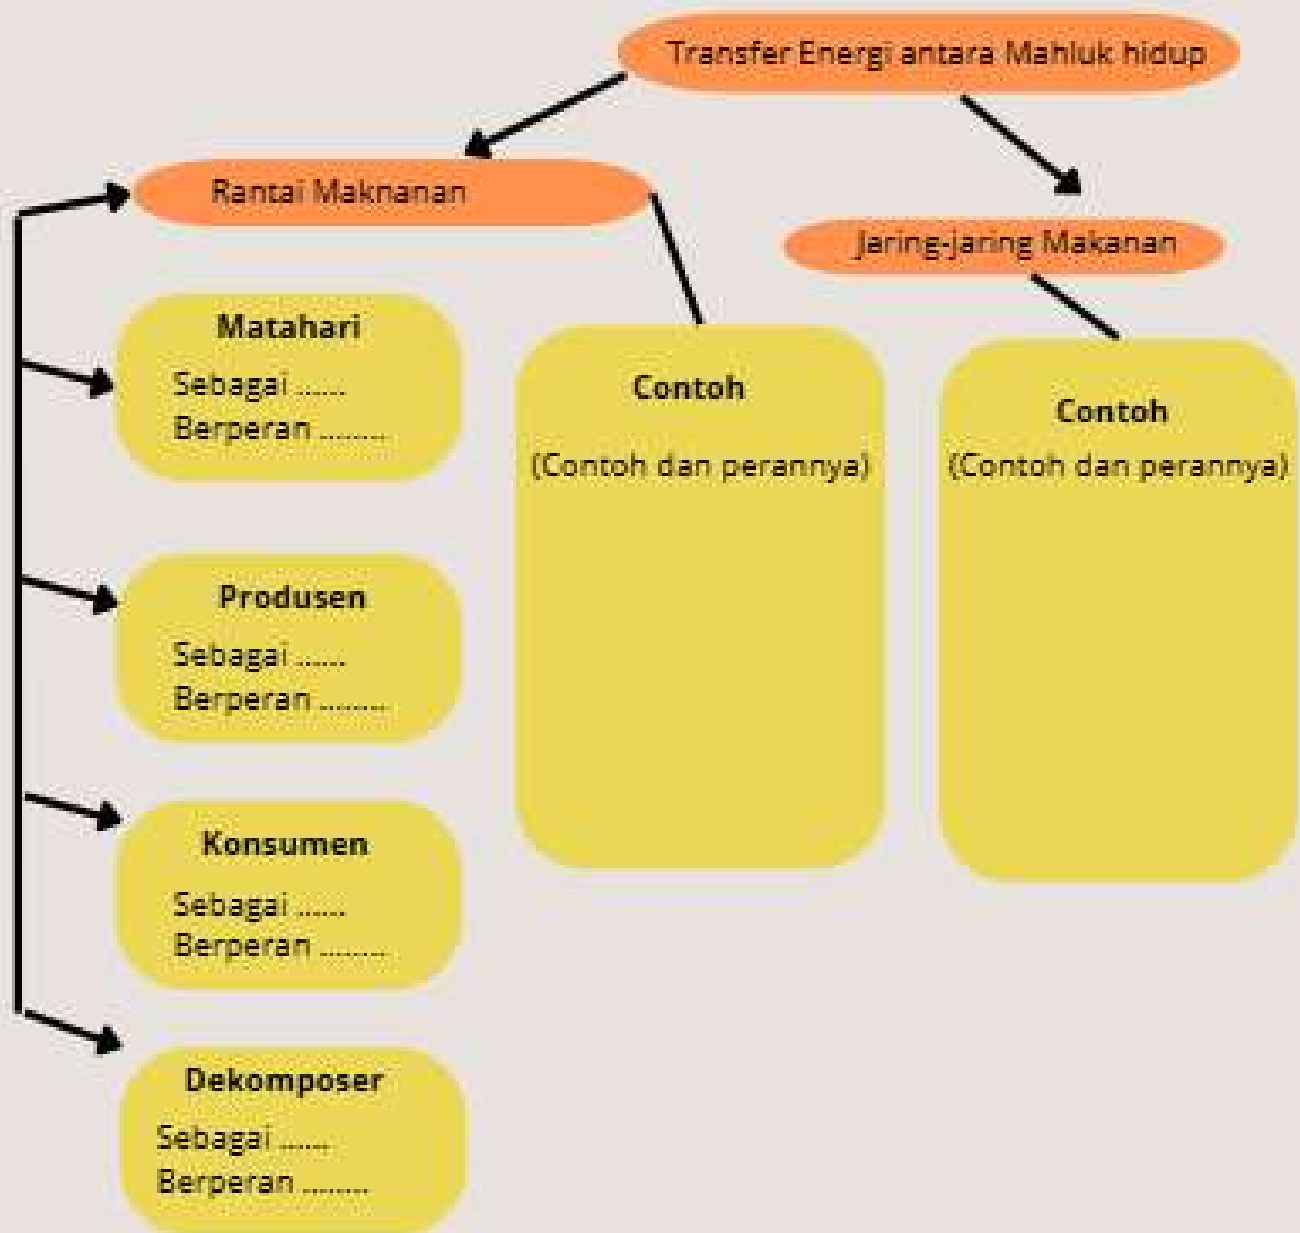 Transfer Energi antara Mahluk hidup
Rantai Maknanan
Jaring-jaring Makanan
Matahari
Sebagai ......
Berperan .........
Produsen
Sebagai ......
Berperan .........
Konsumen
Sebagai ......
Berperan .........
Dekomposer
Sebagai ......
Berperan .........
Contoh
(Contoh dan perannya)
Contoh
(Contoh dan perannya)